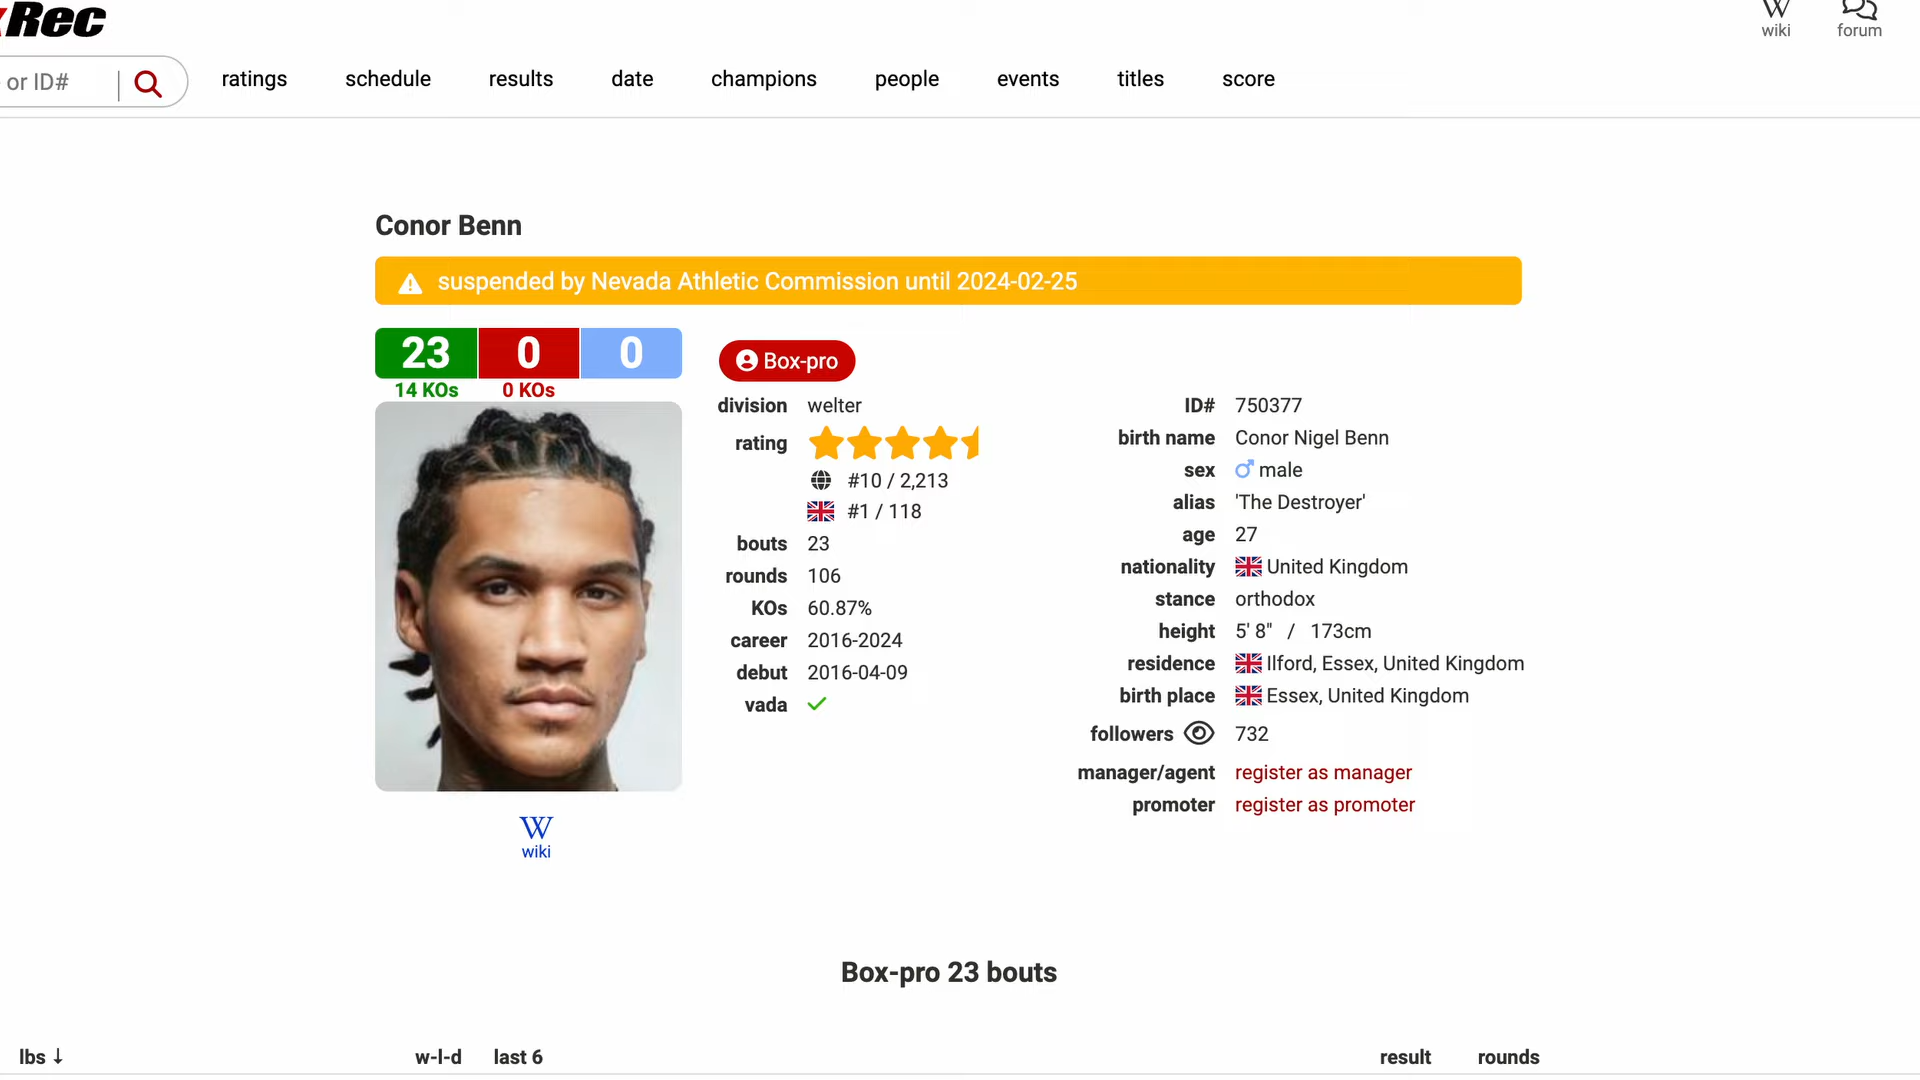 Rec
wiki
forum
or ID#
ratings
schedule
results
date
champions
people
events
titles
score
Conor Benn
suspended by Nevada Athletic Commission until 2024-02-25
23 0 0
14 KOs 0 KOs
Box-pro
division welter
rating
#10 / 2,213
#1 / 118
bouts 23
rounds 106
KOs 60.87%
career 2016-2024
debut 2016-04-09
vada
ID# 750377
birth name Conor Nigel Benn
sex male
alias 'The Destroyer'
age 27
nationality United Kingdom
stance orthodox
height 5' 8" / 173cm
residence Ilford, Essex, United Kingdom
birth place Essex, United Kingdom
followers 732
manager/agent register as manager
promoter register as promoter
W
wiki
Box-pro 23 bouts
lbs ↓ w-l-d last 6 result rounds